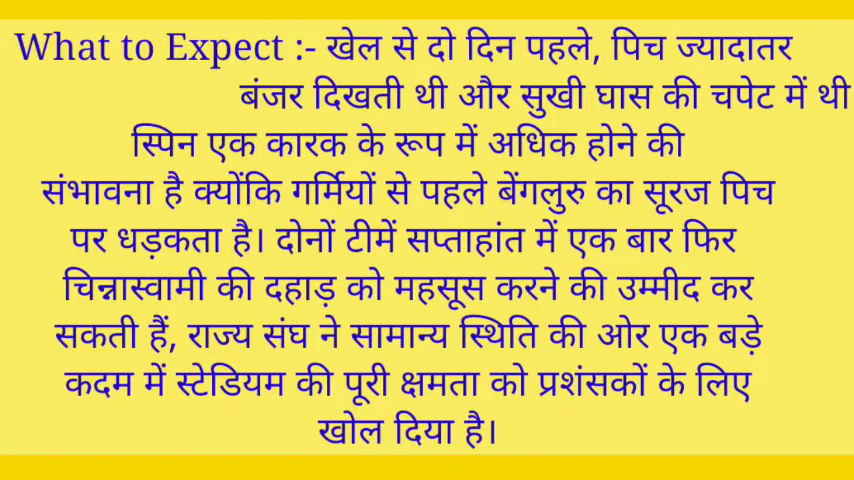 What to Expect :- खेल से दो दिन पहले, पिच ज्यादातर
बंजर दिखती थी और सुखी घास की चपेट में थी
स्पिन एक कारक के रूप में अधिक होने की
संभावना है क्योंकि गर्मियों से पहले बेंगलुरु का सूरज पिच
पर धड़कता है। दोनों टीमें सप्ताहांत में एक बार फिर
चिन्नास्वामी की दहाड़ को महसूस करने की उम्मीद कर
सकती हैं, राज्य संघ ने सामान्य स्थिति की ओर एक बड़े
कदम में स्टेडियम की पूरी क्षमता को प्रशंसकों के लिए
खोल दिया है।